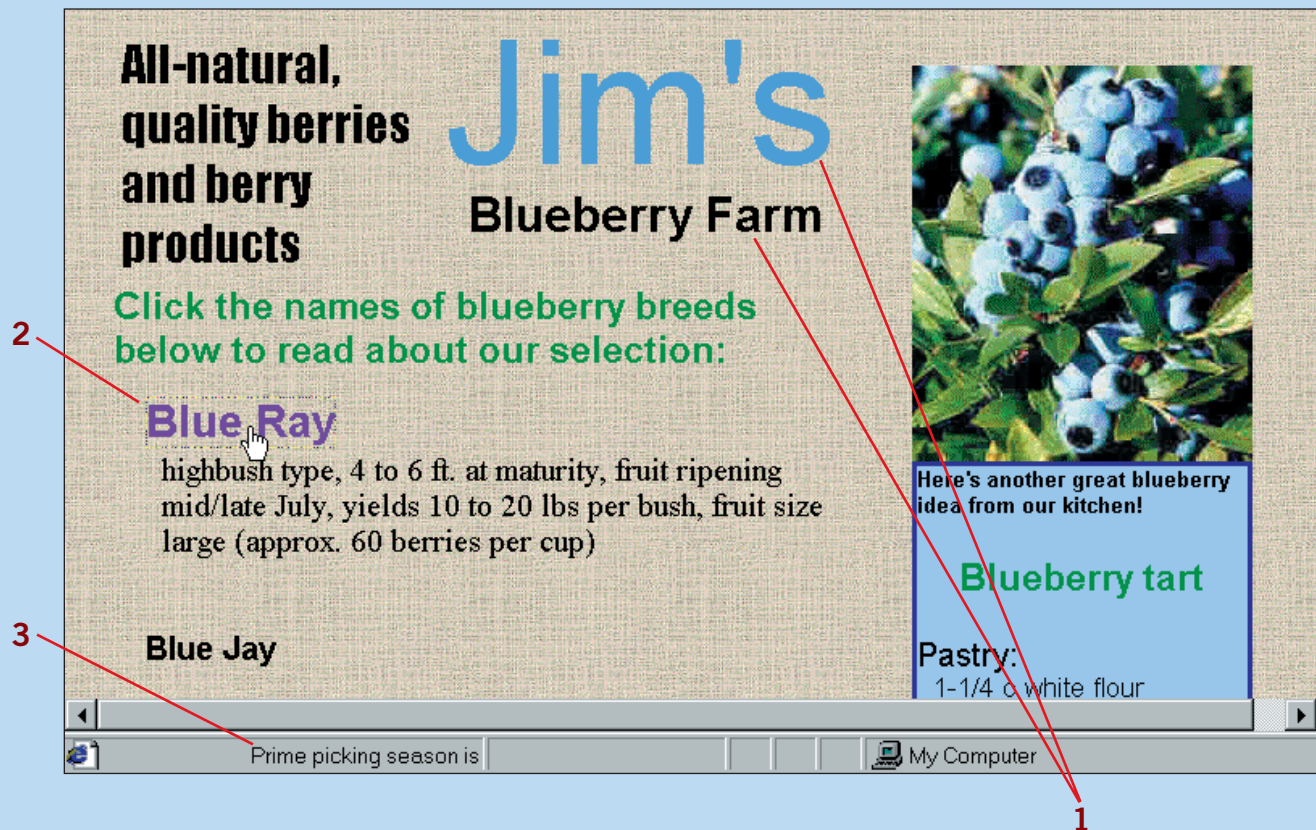 All-natural,
quality berries
and berry
products
Jim's
Blueberry Farm
Click the names of blueberry breeds
below to read about our selection:
2
Blue Ray
highbush type, 4 to 6 ft. at maturity, fruit ripening
mid/late July, yields 10 to 20 lbs per bush, fruit size
large (approx. 60 berries per cup)
3
Blue Jay
Here's another great blueberry
idea from our kitchen!
Blueberry tart
Pastry:
1-1/4 c white flour
Prime picking season is
My Computer
1